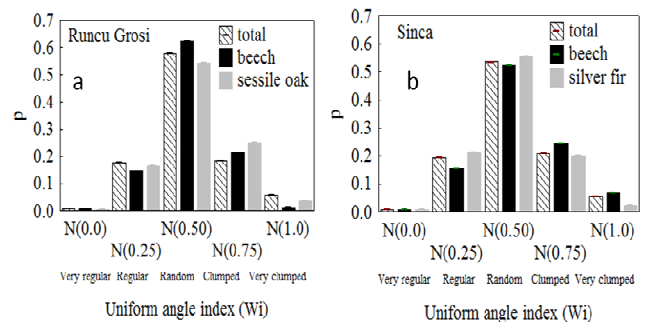 Runcu Grosi
a
total
beech
sessile oak
p
0.7
0.6
0.5
0.4
0.3
0.2
0.1
0.0
N(0.0) N(0.50) N(1.0)
N(0.25) N(0.75)
Very regular Regular Random Clumped Very clumped
Uniform angle index (Wi)
Sinca
b
total
beech
silver fir
p
0.7
0.6
0.5
0.4
0.3
0.2
0.1
0.0
N(0.0) N(0.50) N(1.0)
N(0.25) N(0.75)
Very regular Regular Random Clumped Very clumped
Uniform angle index (Wi)